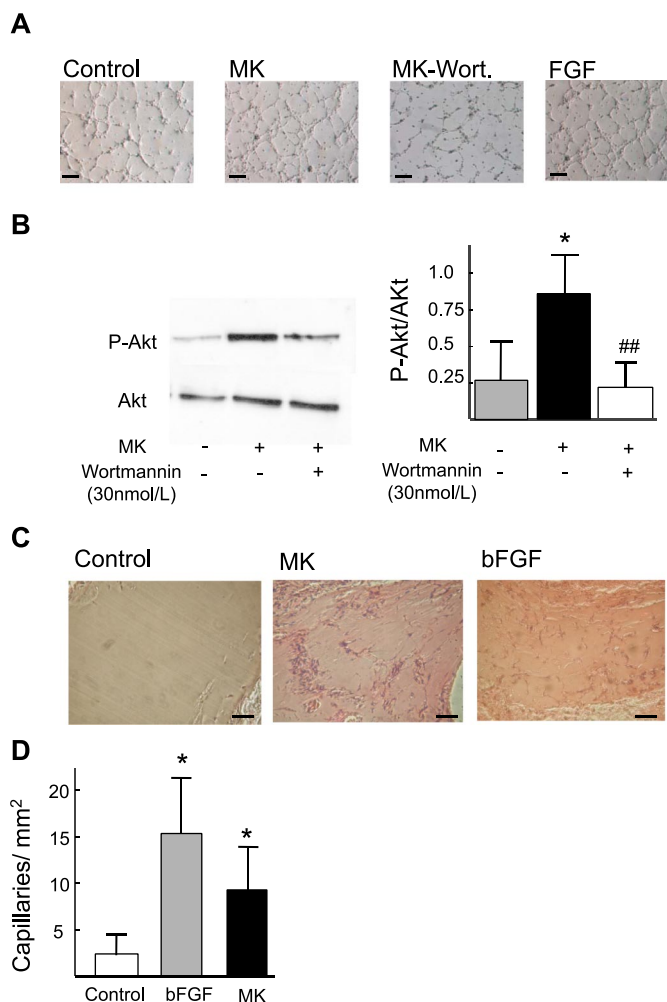 A
Control MK MK-Wort. FGF
B
P-Akt
Akt
MK - + +
Wortmannin - - +
(30nmol/L)
P-Akt/AKt
1.0
0.75
0.5
0.25
*
##
MK - + +
Wortmannin - - +
(30nmol/L)
C
Control MK bFGF
D
Capillaries/ mm²
20
15
10
5
*
*
Control bFGF MK